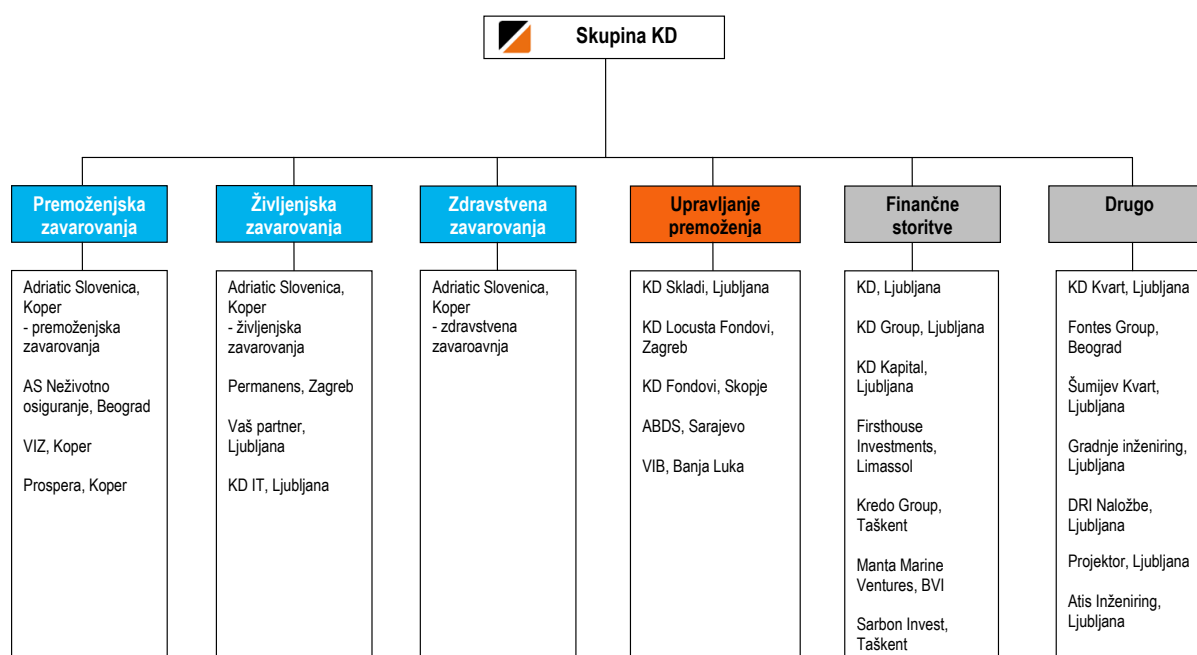 Skupina KD
Premoženjska
zavarovanja
Življenjska
zavarovanja
Zdravstvena
zavarovanja
Upravljanje
premoženja
Finančne
storitve
Drugo
Adriatic Slovenica,
Koper
- premoženjska
zavarovanja
AS Neživotno
osiguranje, Beograd
VIZ, Koper
Prospera, Koper
Adriatic Slovenica,
Koper
- življenjska
zavarovanja
Permanens, Zagreb
Vaš partner,
Ljubljana
KD IT, Ljubljana
Adriatic Slovenica,
Koper
- zdravstvena
zavaroavnja
KD Skladi, Ljubljana
KD Locusta Fondovi,
Zagreb
KD Fondovi, Skopje
ABDS, Sarajevo
VIB, Banja Luka
KD, Ljubljana
KD Group, Ljubljana
KD Kapital,
Ljubljana
Firsthouse
Investments,
Limassol
Kredo Group,
Taškent
Manta Marine
Ventures, BVI
Sarbon Invest,
Taškent
KD Kvart, Ljubljana
Fontes Group,
Beograd
Šumijev Kvart,
Ljubljana
Gradnje inženiring,
Ljubljana
DRI Naložbe,
Ljubljana
Projektor, Ljubljana
Atis Inženiring,
Ljubljana